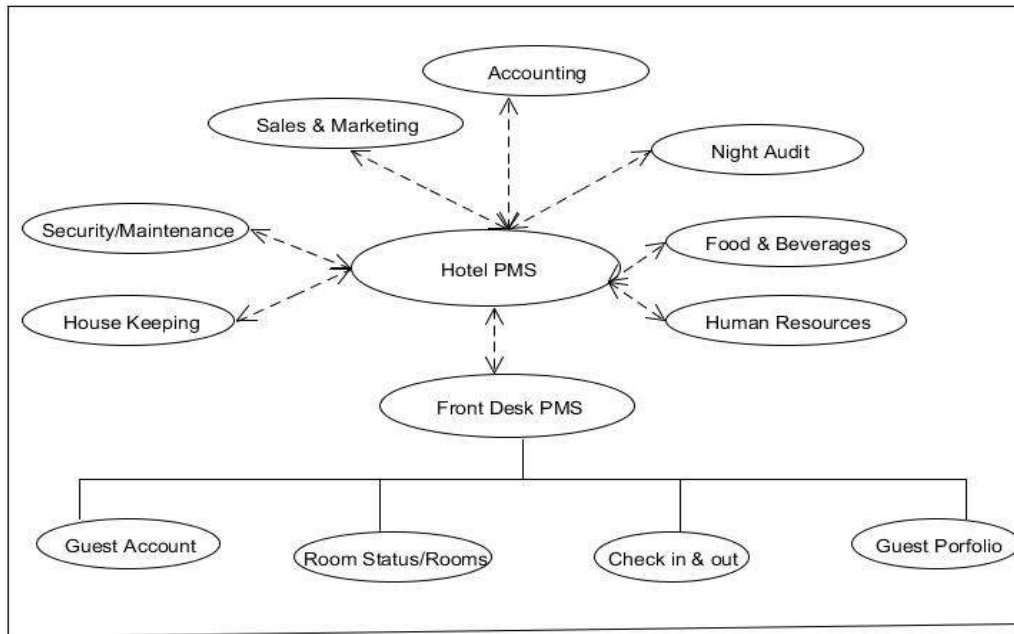 Accounting
Sales & Marketing
Night Audit
Security/Maintenance
Food & Beverages
Hotel PMS
House Keeping
Human Resources
Front Desk PMS
Guest Account
Room Status/Rooms
Check in & out
Guest Porfolio